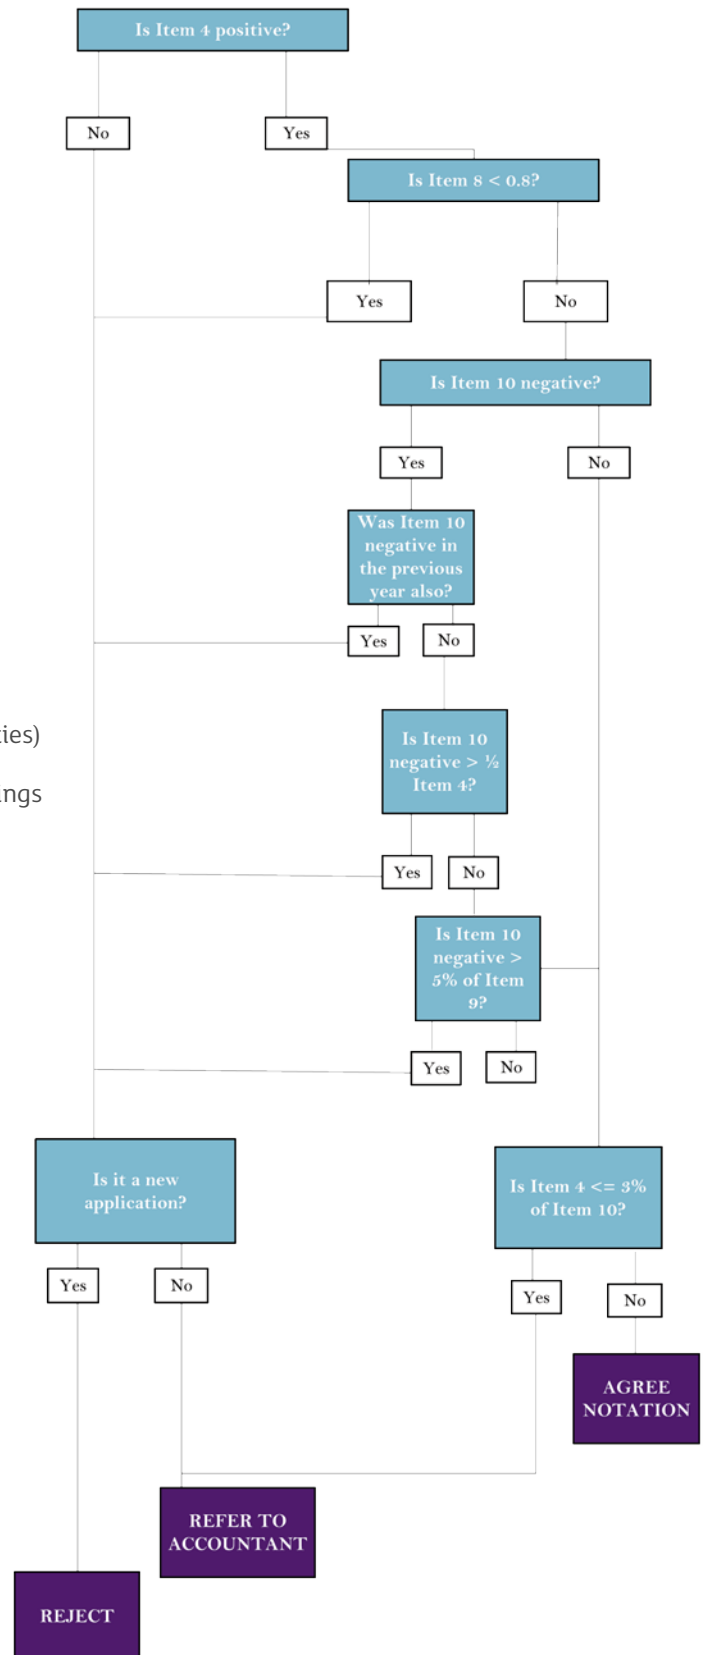 Is Item 4 positive?
No
Yes
Is Item 8 < 0.8?
Yes
No
Is Item 10 negative?
Yes
No
Was Item 10
negative in
the previous
year also?
Yes
No
ties)
Is Item 10
negative > ½
Item 4?
ings
Yes
No
Is Item 10
negative >
5% of Item
9?
Yes
No
Is it a new
application?
Is Item 4 <= 3%
of Item 10?
Yes
No
Yes
No
AGREE
NOTATION
REFER TO
ACCOUNTANT
REJECT